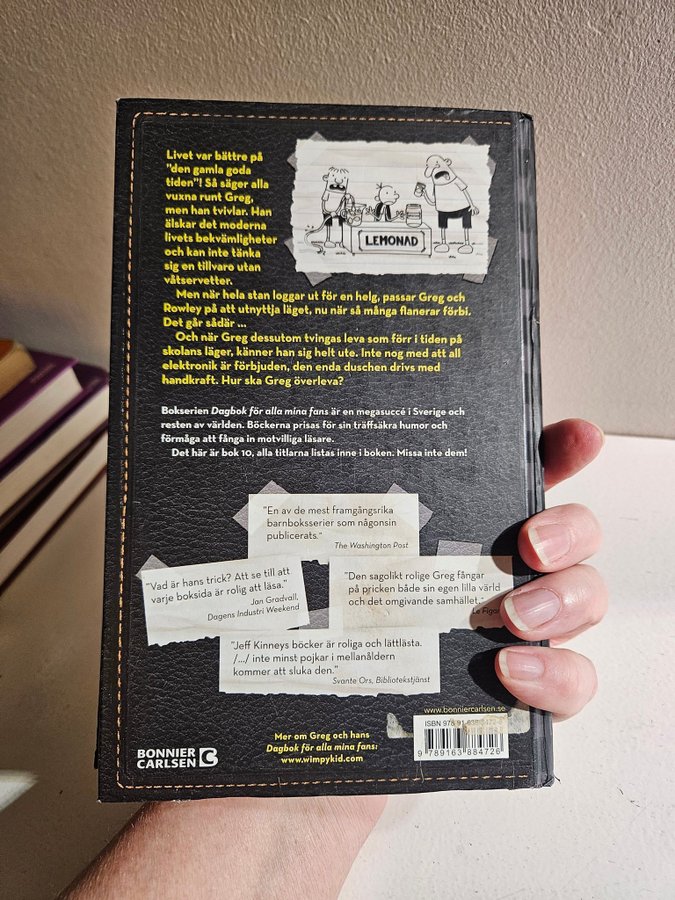 Livet var bättre på
"den gamla goda
tiden"! Så säger alla
vuxna runt Greg,
men han tvivlar. Han
älskar det moderna
livets bekvämligheter
och kan inte tänka
sig en tillvaro utan
våtservetter.
LEMONAD
Men när hela stan loggar ut för en helg, passar Greg och
Rowley på att utnyttja läget, nu när så många flanerar förbi.
Det går sådär ...
Och när Greg dessutom tvingas leva som förr i tiden på
skolans läger, känner han sig helt ute. Inte nog med att all
elektronik är förbjuden, den enda duschen drivs med
handkraft. Hur ska Greg överleva?
Bokserien Dagbok för alla mina fans är en megasuccé i Sverige och
resten av världen. Böckerna prisas för sin träffsäkra humor och
förmåga att fånga in motvilliga läsare.
Det här är bok 10, alla titlarna listas inne i boken. Missa inte dem!
"En av de mest framgångsrika
barnboksserier som någonsin
publicerats."
The Washington Post
"Vad är hans trick? Att se till att
varje boksida är rolig att läsa."
Jan Gradvall,
Dagens Industri Weekend
"Den sagolikt rolige Greg fångar
på pricken både sin egen lilla värld
och det omgivande samhället."
Le
"Jeff Kinneys böcker är roliga och lättlästa.
/.../ inte minst pojkar i mellanåldern
kommer att sluka den."
Svante Ors, Bibliotekstjänst
www.bonniercarlsen.se
ISBN 978-91-638
9 789163 884726
Mer om Greg och hans
Dagbok för alla mina fans:
www.wimpykid.com
BONNIER
CARLSEN